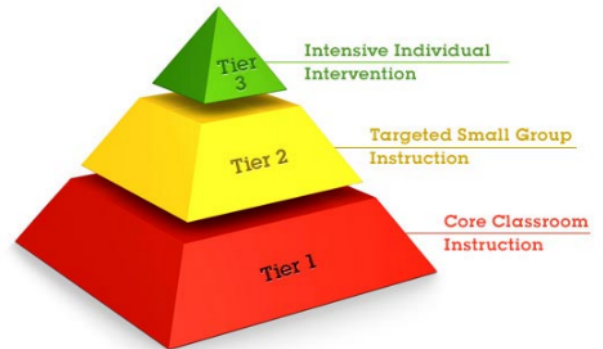 Tier
3
Intensive Individual
Intervention
Tier 2
Targeted Small Group
Instruction
Tier 1
Core Classroom
Instruction